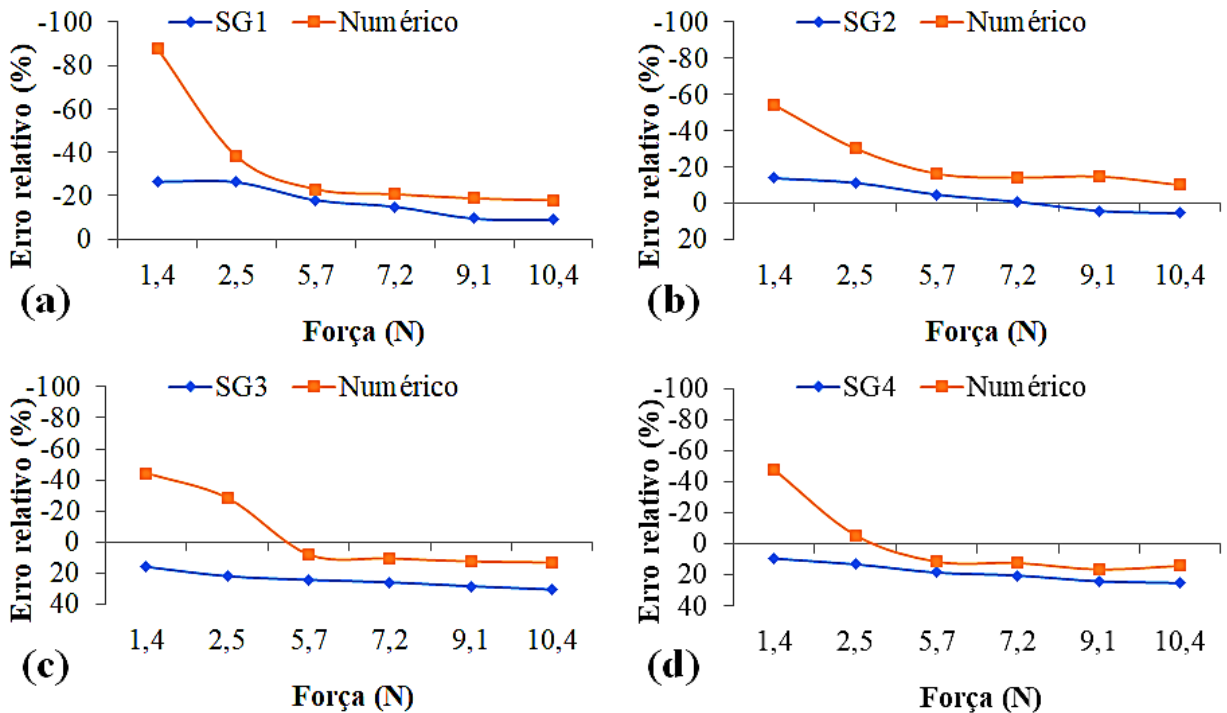 SG1 Numérico
Erro relativo (%)
-100
-80
-60
-40
-20
0
1,4 2,5 5,7 7,2 9,1 10,4
(a)
Força (N)
SG2 Numérico
Erro relativo (%)
-100
-80
-60
-40
-20
0
20
1,4 2,5 5,7 7,2 9,1 10,4
(b)
Força (N)
SG3 Numérico
Erro relativo (%)
-100
-80
-60
-40
-20
0
20
40
1,4 2,5 5,7 7,2 9,1 10,4
(c)
Força (N)
SG4 Numérico
Erro relativo (%)
-100
-80
-60
-40
-20
0
20
40
1,4 2,5 5,7 7,2 9,1 10,4
(d)
Força (N)